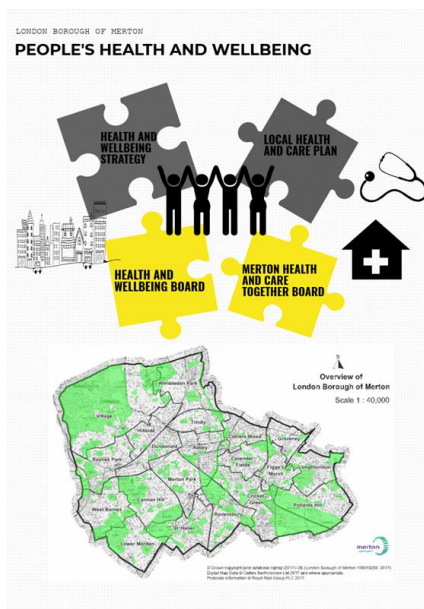 LONDON BOROUGH OF MERTON
PEOPLE'S HEALTH AND WELLBEING
HEALTH AND
WELLBEING
STRATEGY
LOCAL HEALTH
AND CARE PLAN
HEALTH AND
WELLBEING BOARD
MERTON HEALTH
AND CARE
TOGETHER BOARD
Overview of
London Borough of Merton
Scale 1 : 40,000
Wimbledon Park
Village
Hillside
Trinity
Raynes Park
Dundonald
Abbey
Colliers Wood
Graveney
Lavender
Fields
Figge's
Marsh
Longthornton
Merton Park
Cannon Hill
Cricket
Green
Pollards Hill
West Barnes
Ravensbury
St Helier
Lower Morden
merton